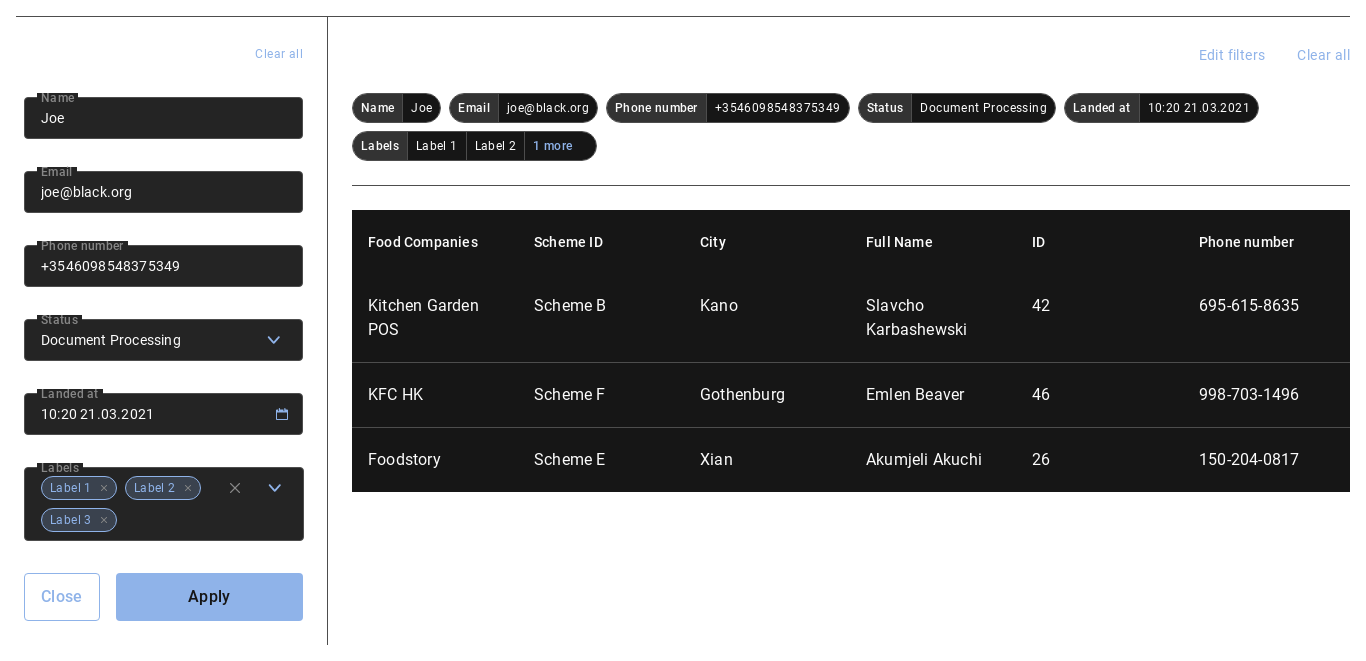 Clear all
Name
Joe
Email
joe@black.org
Phone number
+3546098548375349
Status
Document Processing
Landed at
10:20 21.03.2021
Labels
Label 1 Label 2
Label 3
Close Apply
Edit filters Clear all
Name Joe Email joe@black.org Phone number +3546098548375349 Status Document Processing Landed at 10:20 21.03.2021
Labels Label 1 Label 2 1 more
Food Companies Scheme ID City Full Name ID Phone number
Kitchen Garden Scheme B Kano Slavcho 42 695-615-8635
POS Karbashewski
KFC HK Scheme F Gothenburg Emlen Beaver 46 998-703-1496
Foodstory Scheme E Xian Akumjeli Akuchi 26 150-204-0817